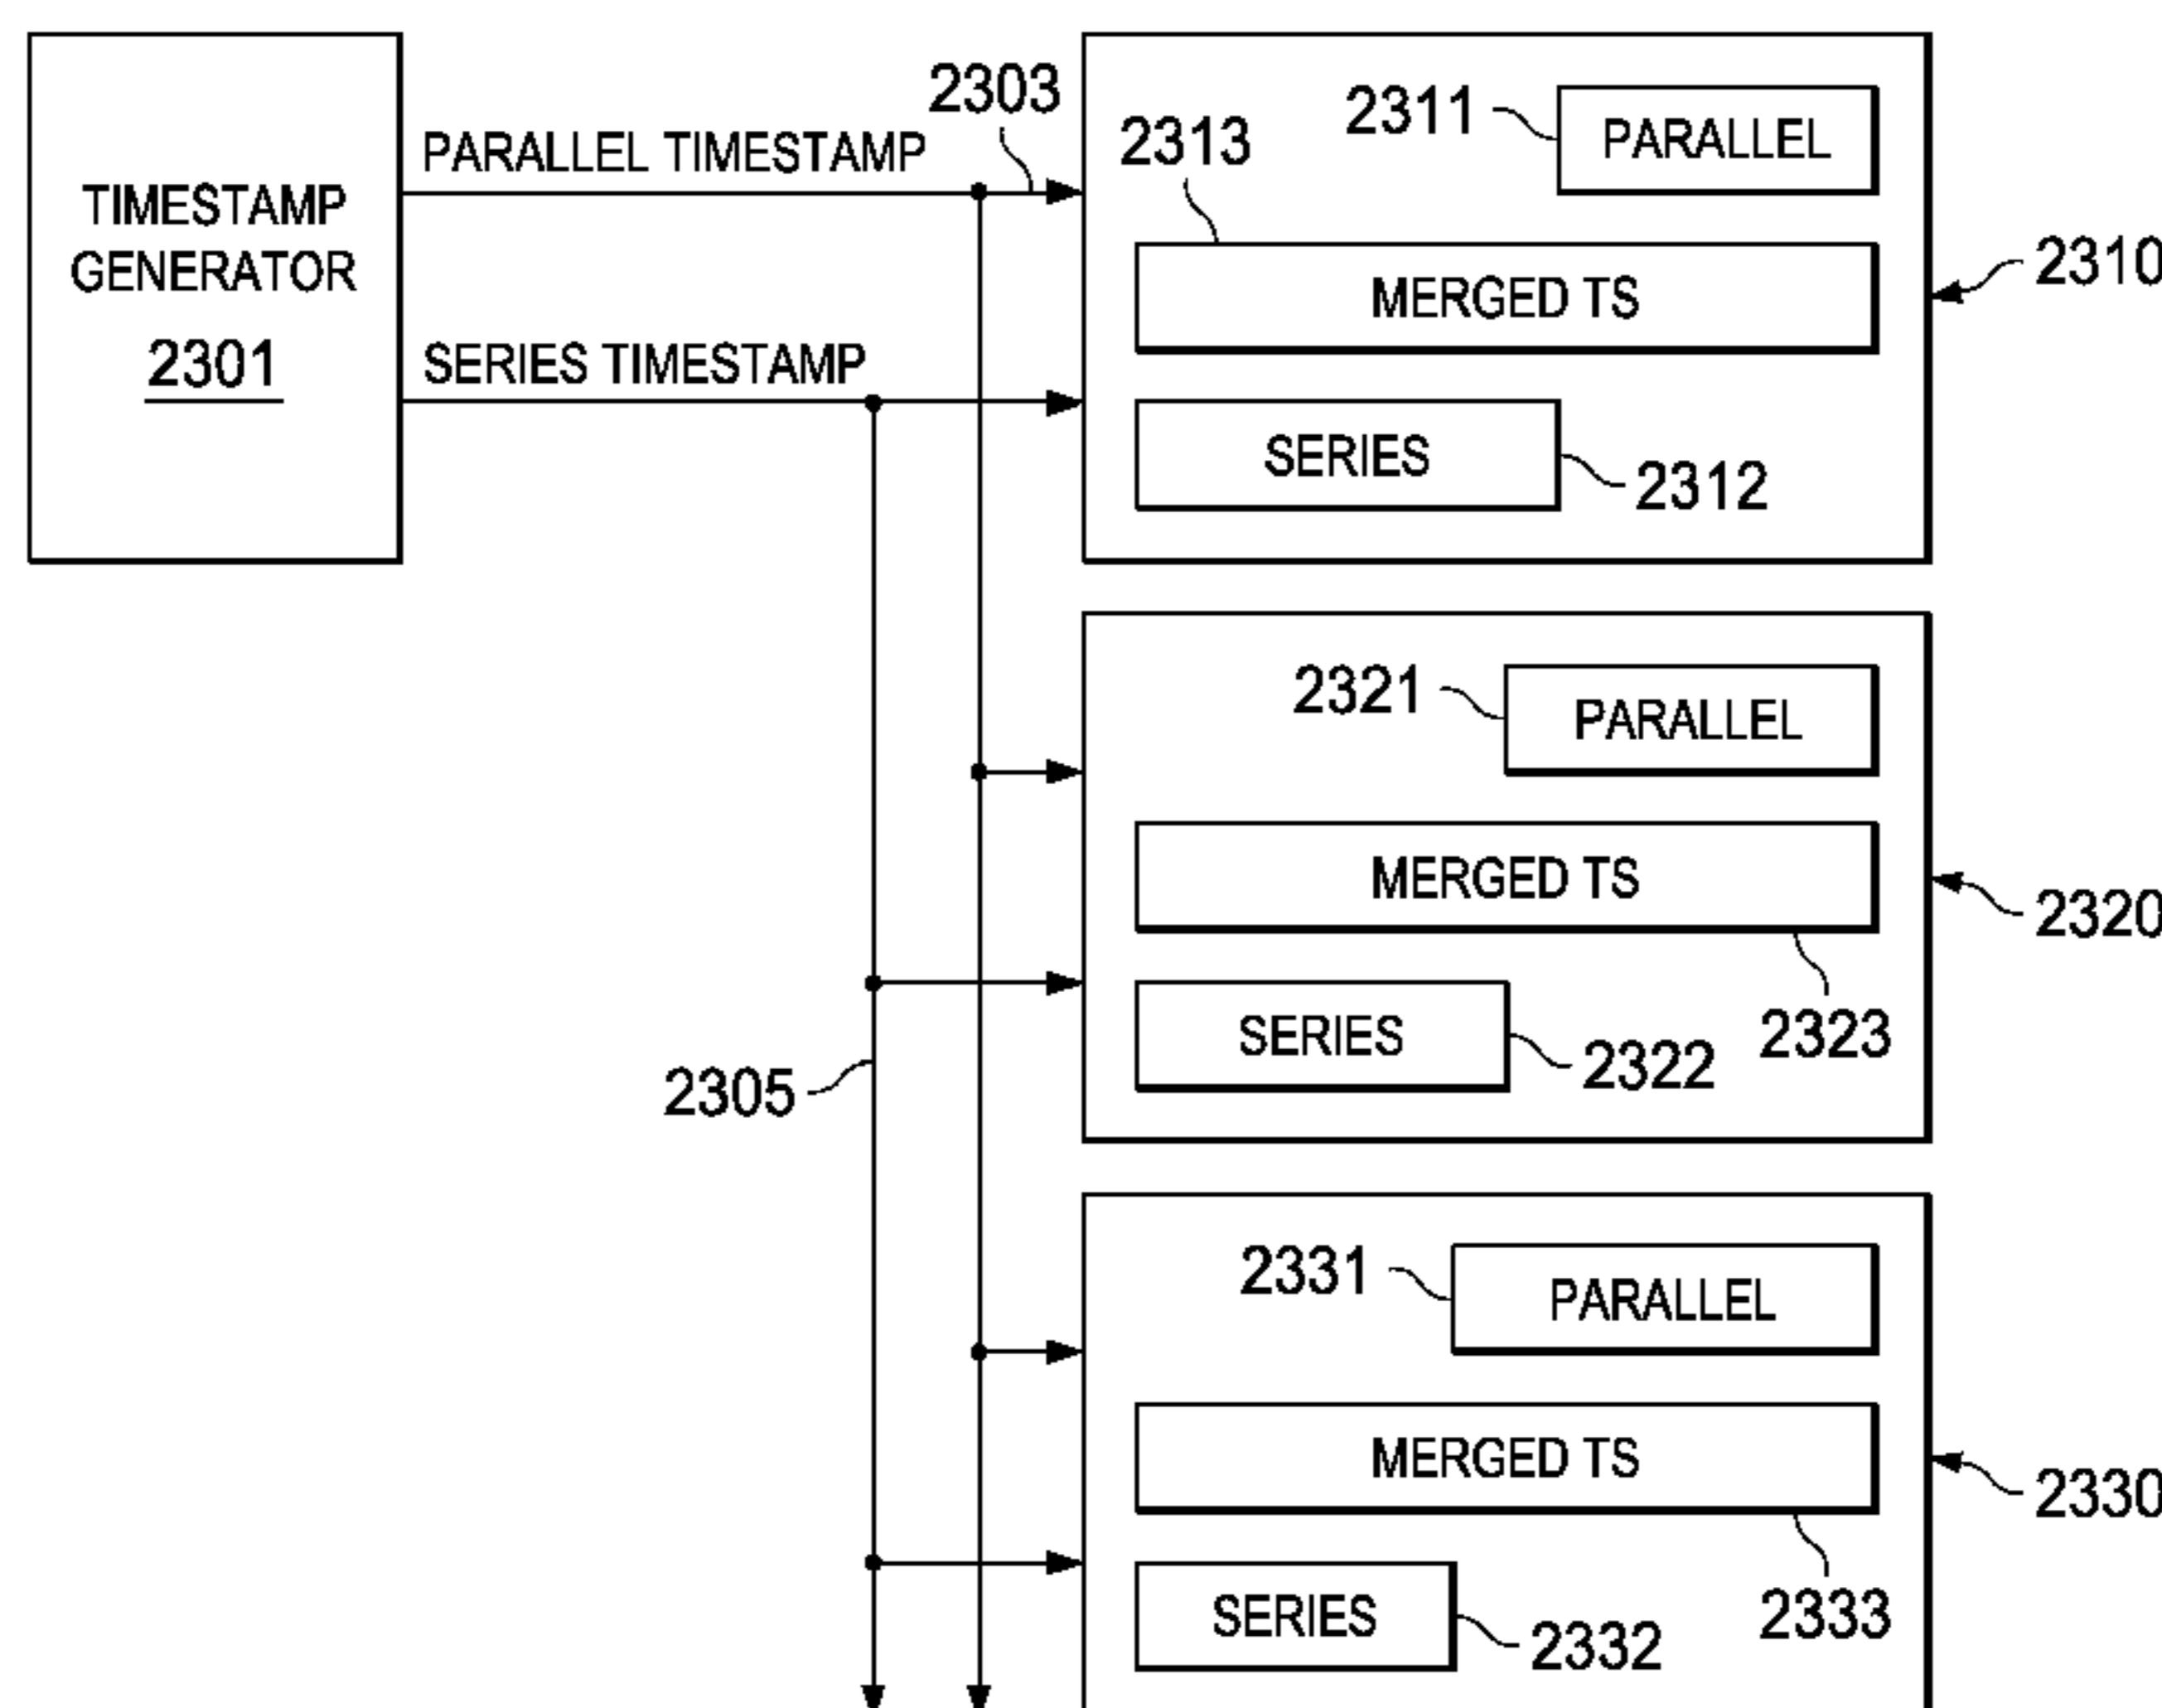 TIMESTAMP
GENERATOR
2301
PARALLEL TIMESTAMP
SERIES TIMESTAMP
2303
2305
2311
PARALLEL
2313
MERGED TS
2310
SERIES
2312
2321
PARALLEL
MERGED TS
2320
2323
SERIES
2322
2331
PARALLEL
MERGED TS
2330
2333
SERIES
2332